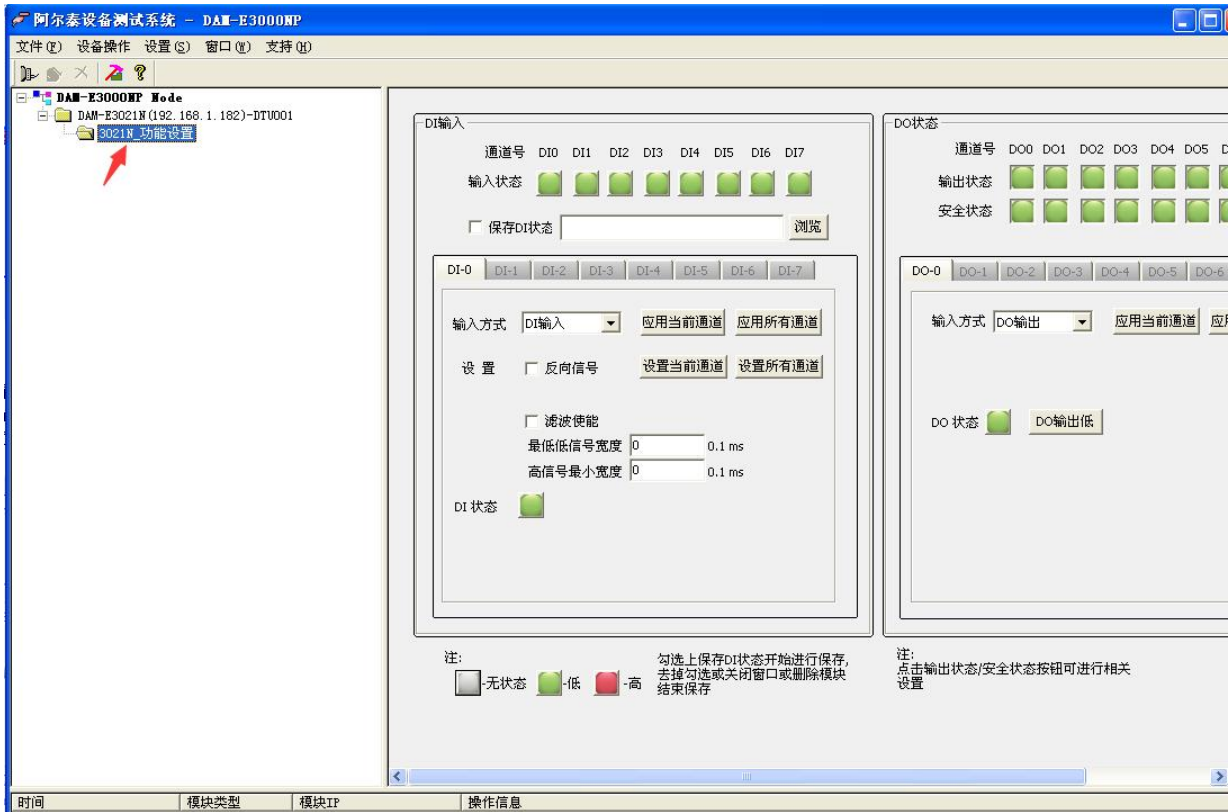 阿尔泰设备测试系统 - DAM-E3000NP
文件(F) 设备操作 设置(S) 窗口(W) 支持(H)
DAM-E3000NP Node
DAM-E3021N(192.168.1.182)-DTU001
3021N_功能设置
DI输入
通道号 DI0 DI1 DI2 DI3 DI4 DI5 DI6 DI7
输入状态
保存DI状态 浏览
DI-0 DI-1 DI-2 DI-3 DI-4 DI-5 DI-6 DI-7
输入方式 DI输入 应用当前通道 应用所有通道
设 置 反向信号 设置当前通道 设置所有通道
滤波使能
最低低信号宽度 0 0.1 ms
高信号最小宽度 0 0.1 ms
DI 状态
注:
-无状态 -低 -高
勾选上保存DI状态开始进行保存,
去掉勾选或关闭窗口或删除模块
结束保存
DO状态
通道号 DO0 DO1 DO2 DO3 DO4 DO5 D
输出状态
安全状态
DO-0 DO-1 DO-2 DO-3 DO-4 DO-5 DO-6
输入方式 DO输出 应用当前通道 应
DO 状态 DO输出低
注:
点击输出状态/安全状态按钮可进行相关
设置
时间 模块类型 模块IP 操作信息